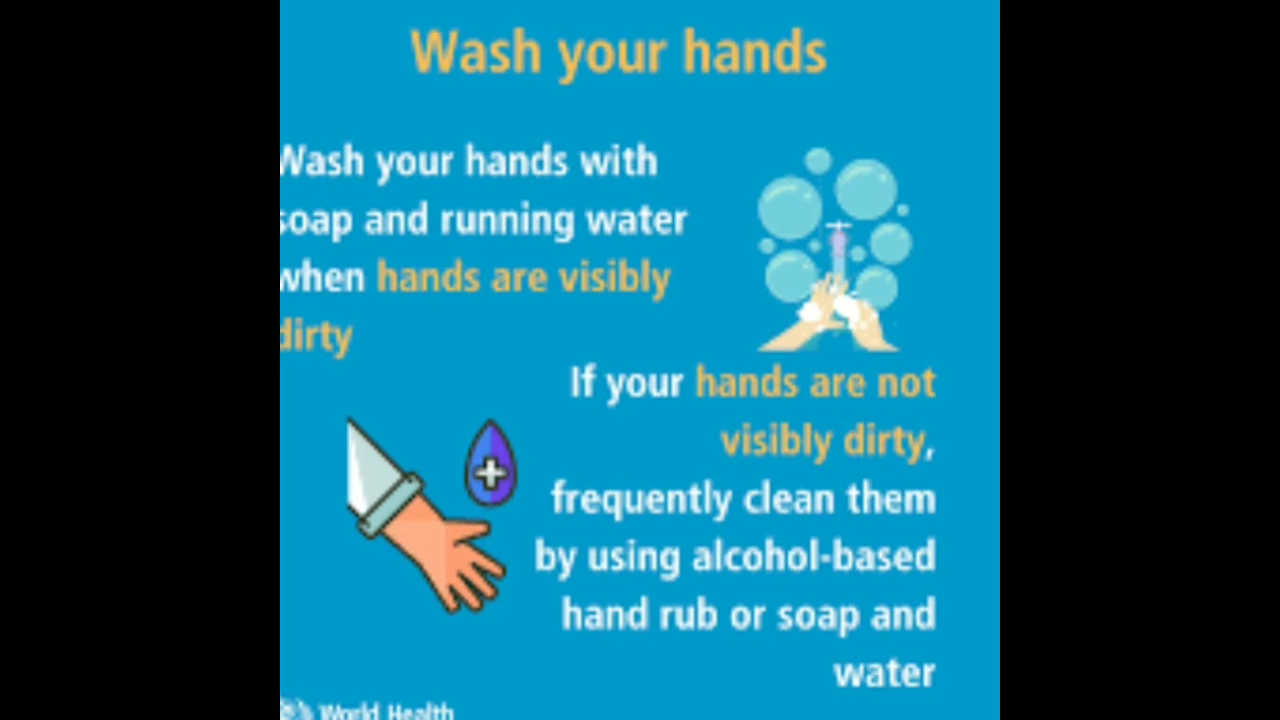 Wash your hands
Wash your hands with
soap and running water
when hands are visibly
dirty
If your hands are not
visibly dirty,
frequently clean them
by using alcohol-based
hand rub or soap and
water
World Health